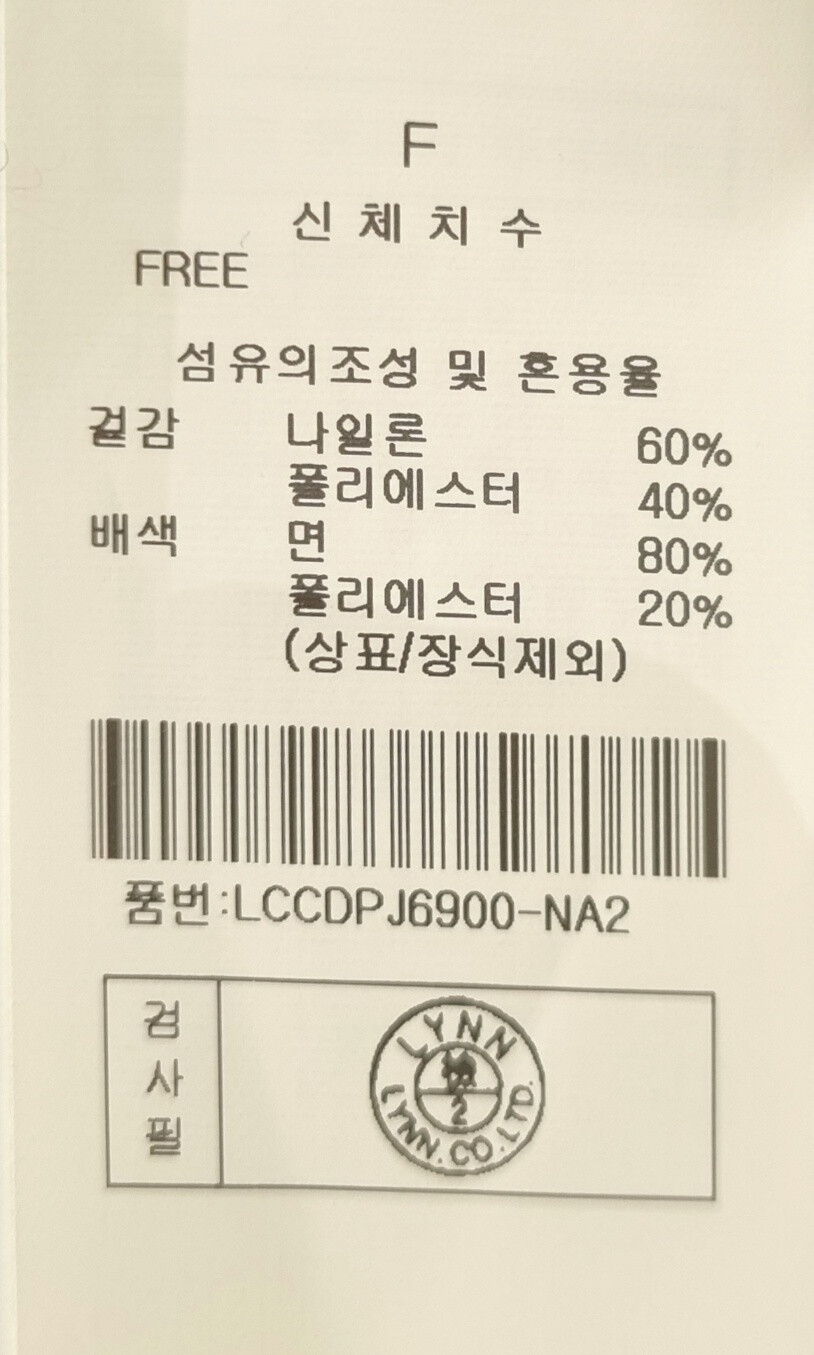 F
신체치수
FREE
섬유의조성 및 혼용율
겉감 나일론 60%
폴리에스터 40%
배색 면 80%
폴리에스터 20%
(상표/장식제외)
품번:LCCDPJ6900-NA2
검사필
LYNN
2
LYNN.CO.LTD.